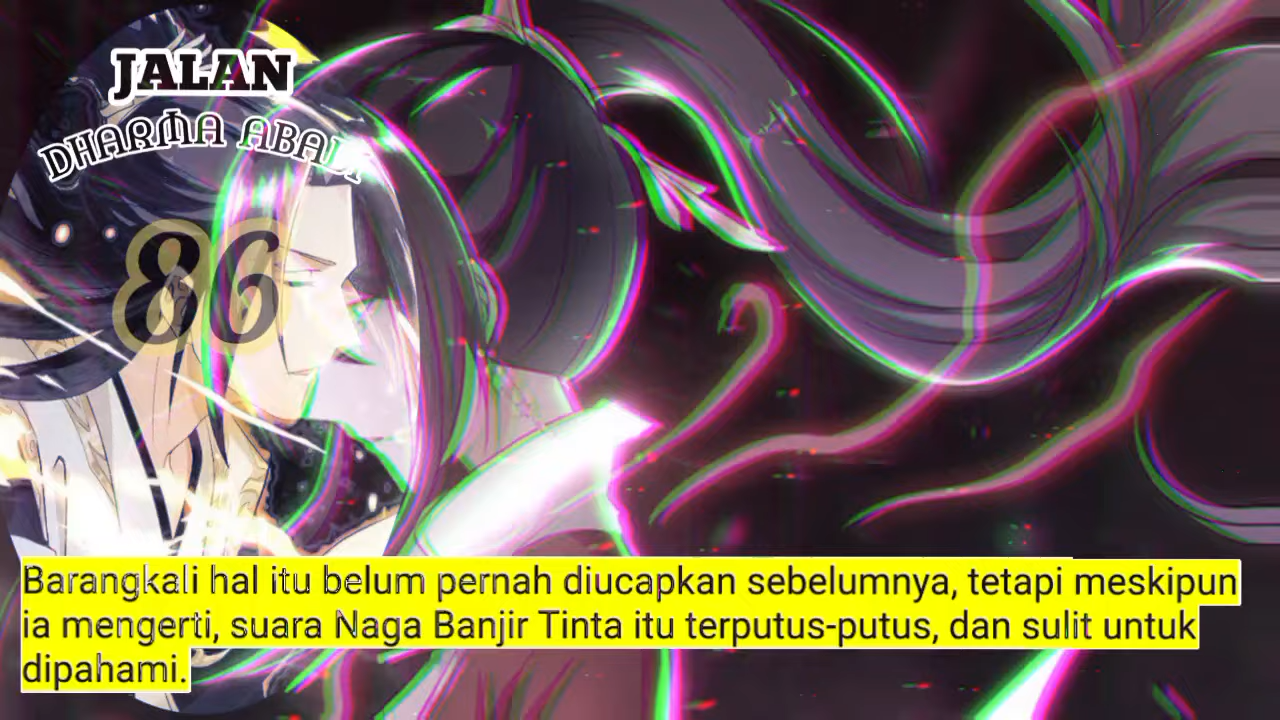 JALAN
DHARMA ABADI
86
Barangkali hal itu belum pernah diucapkan sebelumnya, tetapi meskipun
ia mengerti, suara Naga Banjir Tinta itu terputus-putus, dan sulit untuk
dipahami.